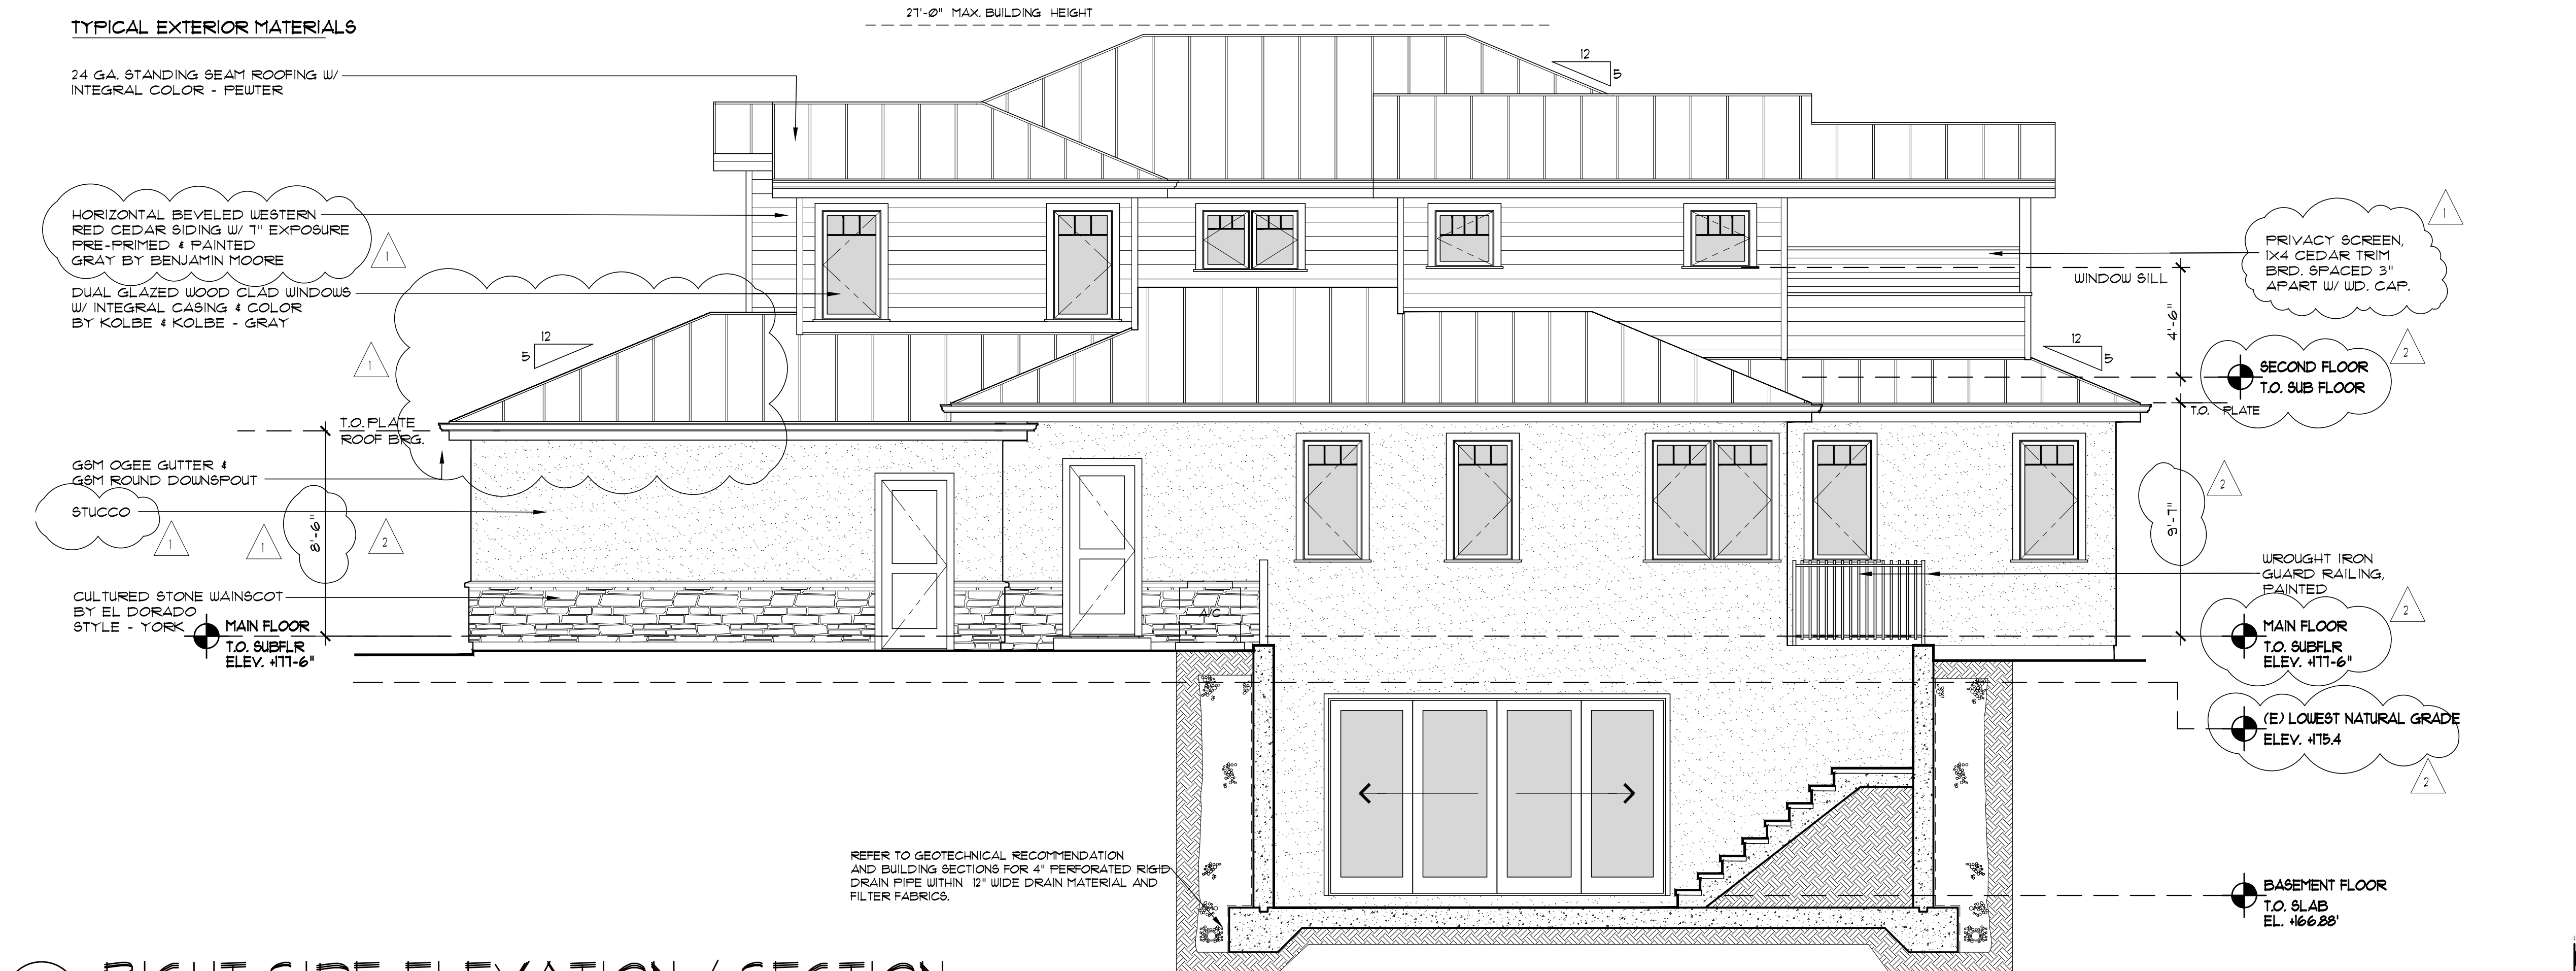 TYPICAL EXTERIOR MATERIALS
27'-0" MAX. BUILDING HEIGHT
24 GA. STANDING SEAM ROOFING W/
INTEGRAL COLOR - PEWTER
12
5
HORIZONTAL BEVELED WESTERN
RED CEDAR SIDING W/ 7" EXPOSURE
PRE-PRIMED & PAINTED
GRAY BY BENJAMIN MOORE
1
DUAL GLAZED WOOD CLAD WINDOWS
W/ INTEGRAL CASING & COLOR
BY KOLBE & KOLBE - GRAY
12
5
1
T.O. PLATE
ROOF BRG.
GSM OGEE GUTTER &
GSM ROUND DOWNSPOUT
STUCCO
1
1
8'-6"
2
CULTURED STONE WAINSCOT
BY EL DORADO
STYLE - YORK
MAIN FLOOR
T.O. SUBFLR
ELEV. +177-6"
A/C
1
PRIVACY SCREEN,
1X4 CEDAR TRIM
BRD. SPACED 3"
APART W/ WD. CAP.
WINDOW SILL
4'-6"
12
5
2
SECOND FLOOR
T.O. SUB FLOOR
T.O. PLATE
2
9'-7"
WROUGHT IRON
GUARD RAILING,
PAINTED
2
MAIN FLOOR
T.O. SUBFLR
ELEV. +177-6"
(E) LOWEST NATURAL GRADE
ELEV. +175.4
2
REFER TO GEOTECHNICAL RECOMMENDATION
AND BUILDING SECTIONS FOR 4" PERFORATED RIGID
DRAIN PIPE WITHIN 12" WIDE DRAIN MATERIAL AND
FILTER FABRICS.
BASEMENT FLOOR
T.O. SLAB
EL. +166.88'
RIGHT SIDE ELEVATION / SECTION